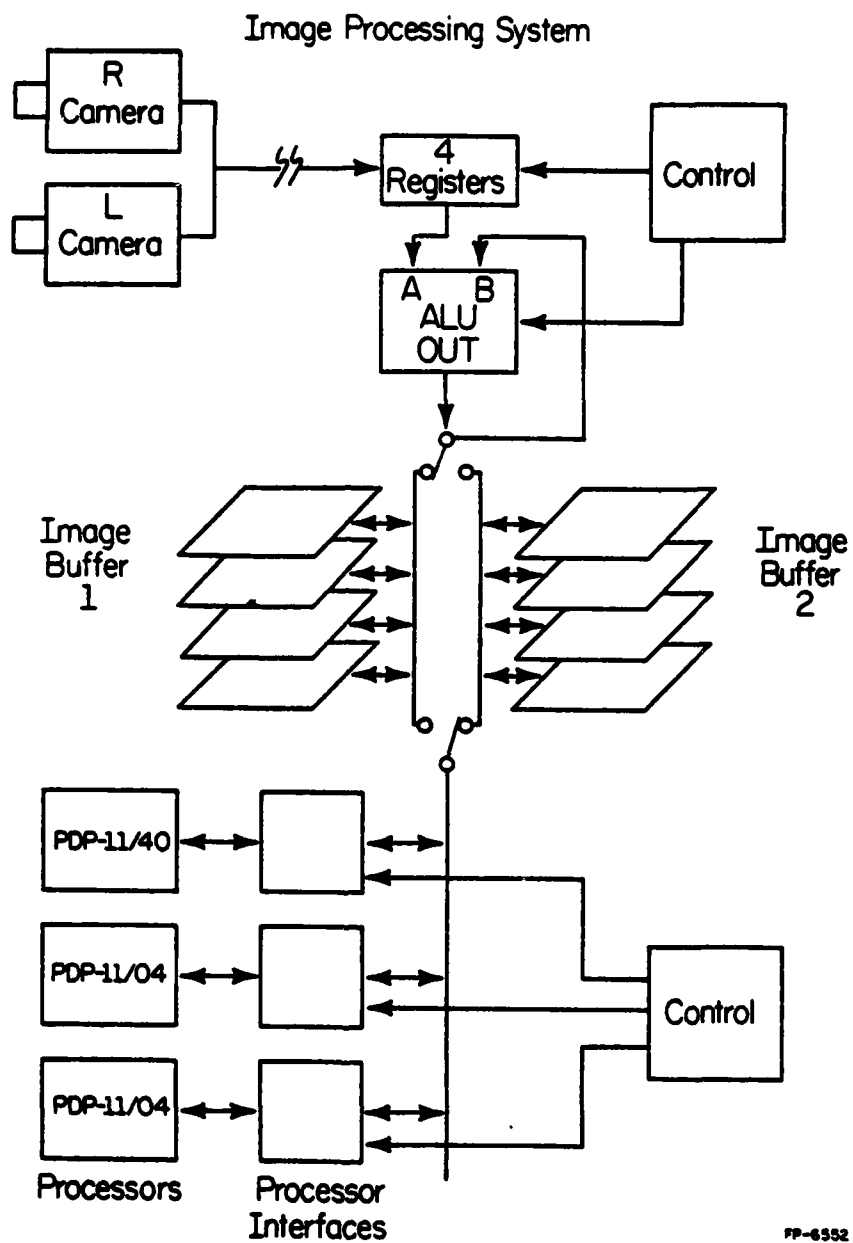 Image Processing System
R
Camera
L
Camera
4
Registers
Control
A B
ALU
OUT
Image
Buffer
1
Image
Buffer
2
PDP-11/40
PDP-11/04
Control
PDP-11/04
Processors
Processor
Interfaces
FP-6552